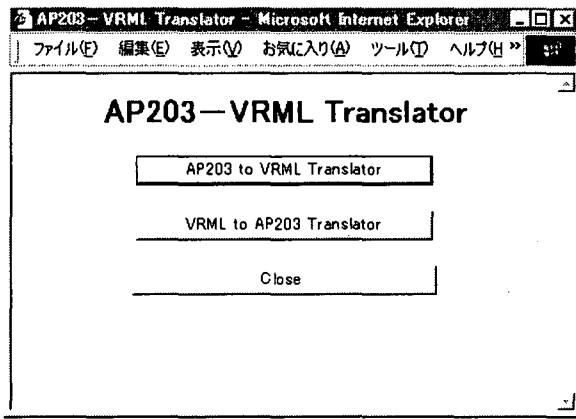 AP203－VRML Translator - Microsoft Internet Explorer
ファイル(F) 編集(E) 表示(V) お気に入り(A) ツール(T) ヘルプ(H »
AP203－VRML Translator
AP203 to VRML Translator
VRML to AP203 Translator
Close